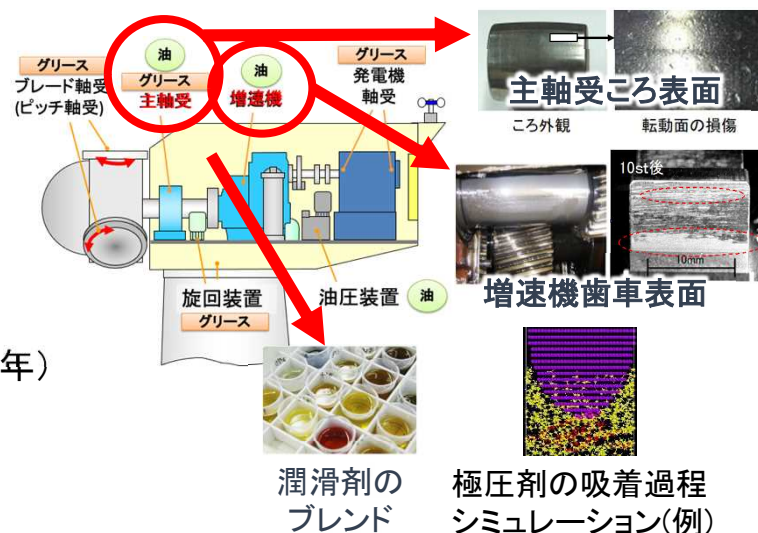 グリース
ブレード軸受
(ピッチ軸受)
油
グリース
主軸受
油
増速機
グリース
発電機
軸受
旋回装置
グリース
油圧装置
油
年)
主軸受ころ表面
ころ外観
転動面の損傷
10st後
10mm
増速機歯車表面
潤滑剤の
ブレンド
極圧剤の吸着過程
シミュレーション(例)